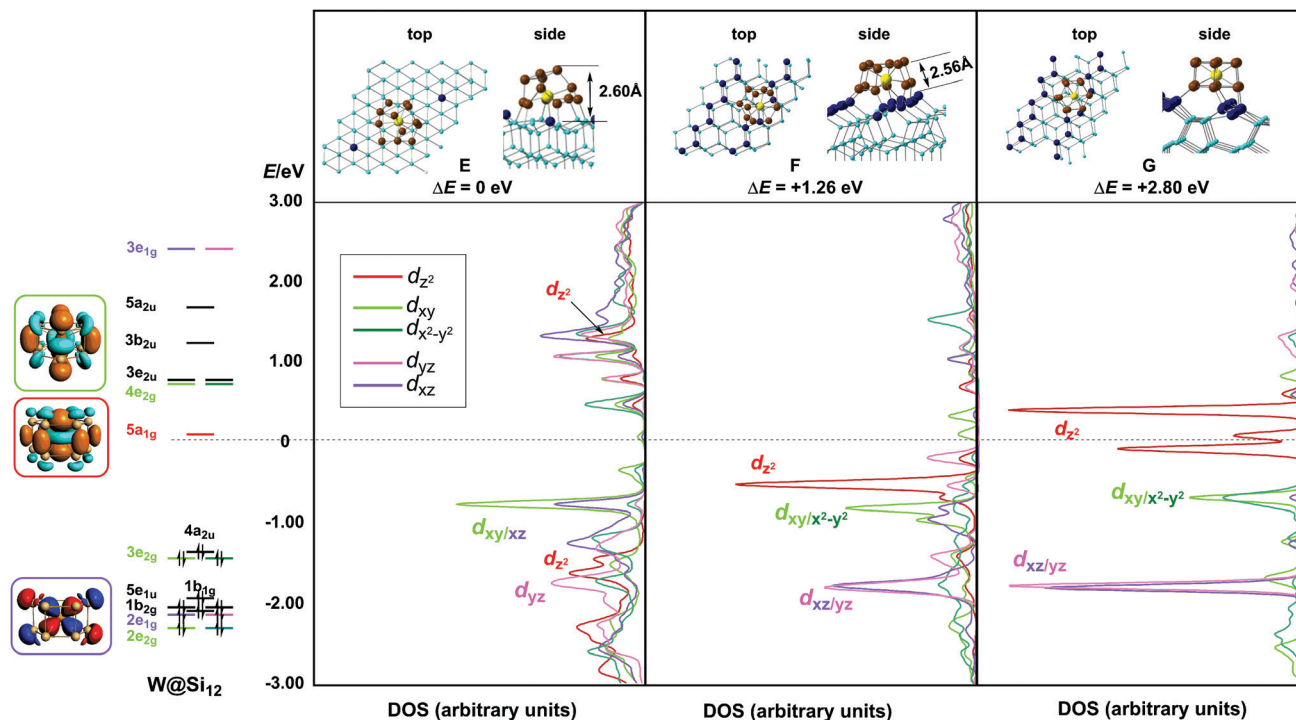 top side
2.60Å
E
ΔE = 0 eV
top side
2.56Å
F
ΔE = +1.26 eV
top side
G
ΔE = +2.80 eV
E/eV
3.00
2.00
1.00
0
-1.00
-2.00
-3.00
3e1g
5a2u
3b2u
3e2u
4e2g
5a1g
4a2u
3e2g
5e1u 1b1g
1b2g
2e1g
2e2g
W@Si12
dz²
dxy
dx²-y²
dyz
dxz
dz²
dxy/xz
dz²
dyz
DOS (arbitrary units)
dz²
dxy/x²-y²
dxz/yz
DOS (arbitrary units)
dz²
dxy/x²-y²
dxz/yz
DOS (arbitrary units)